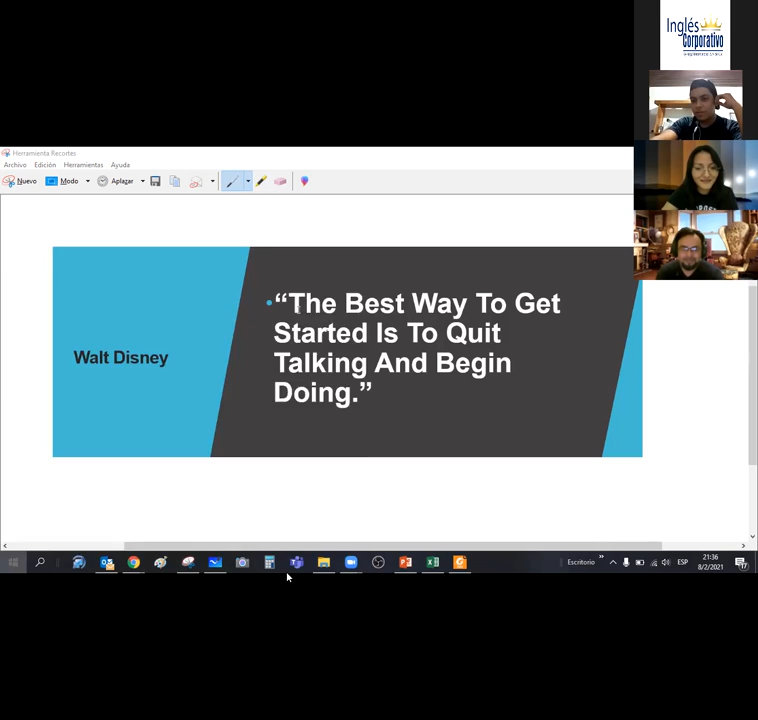 Inglés
Corporativo
Herramienta Recortes
Archivo Edición Herramientas Ayuda
Nuevo Modo Aplazar
Walt Disney
“The Best Way To Get
Started Is To Quit
Talking And Begin
Doing.”
Escritorio
ESP
21:36
8/2/2021
17